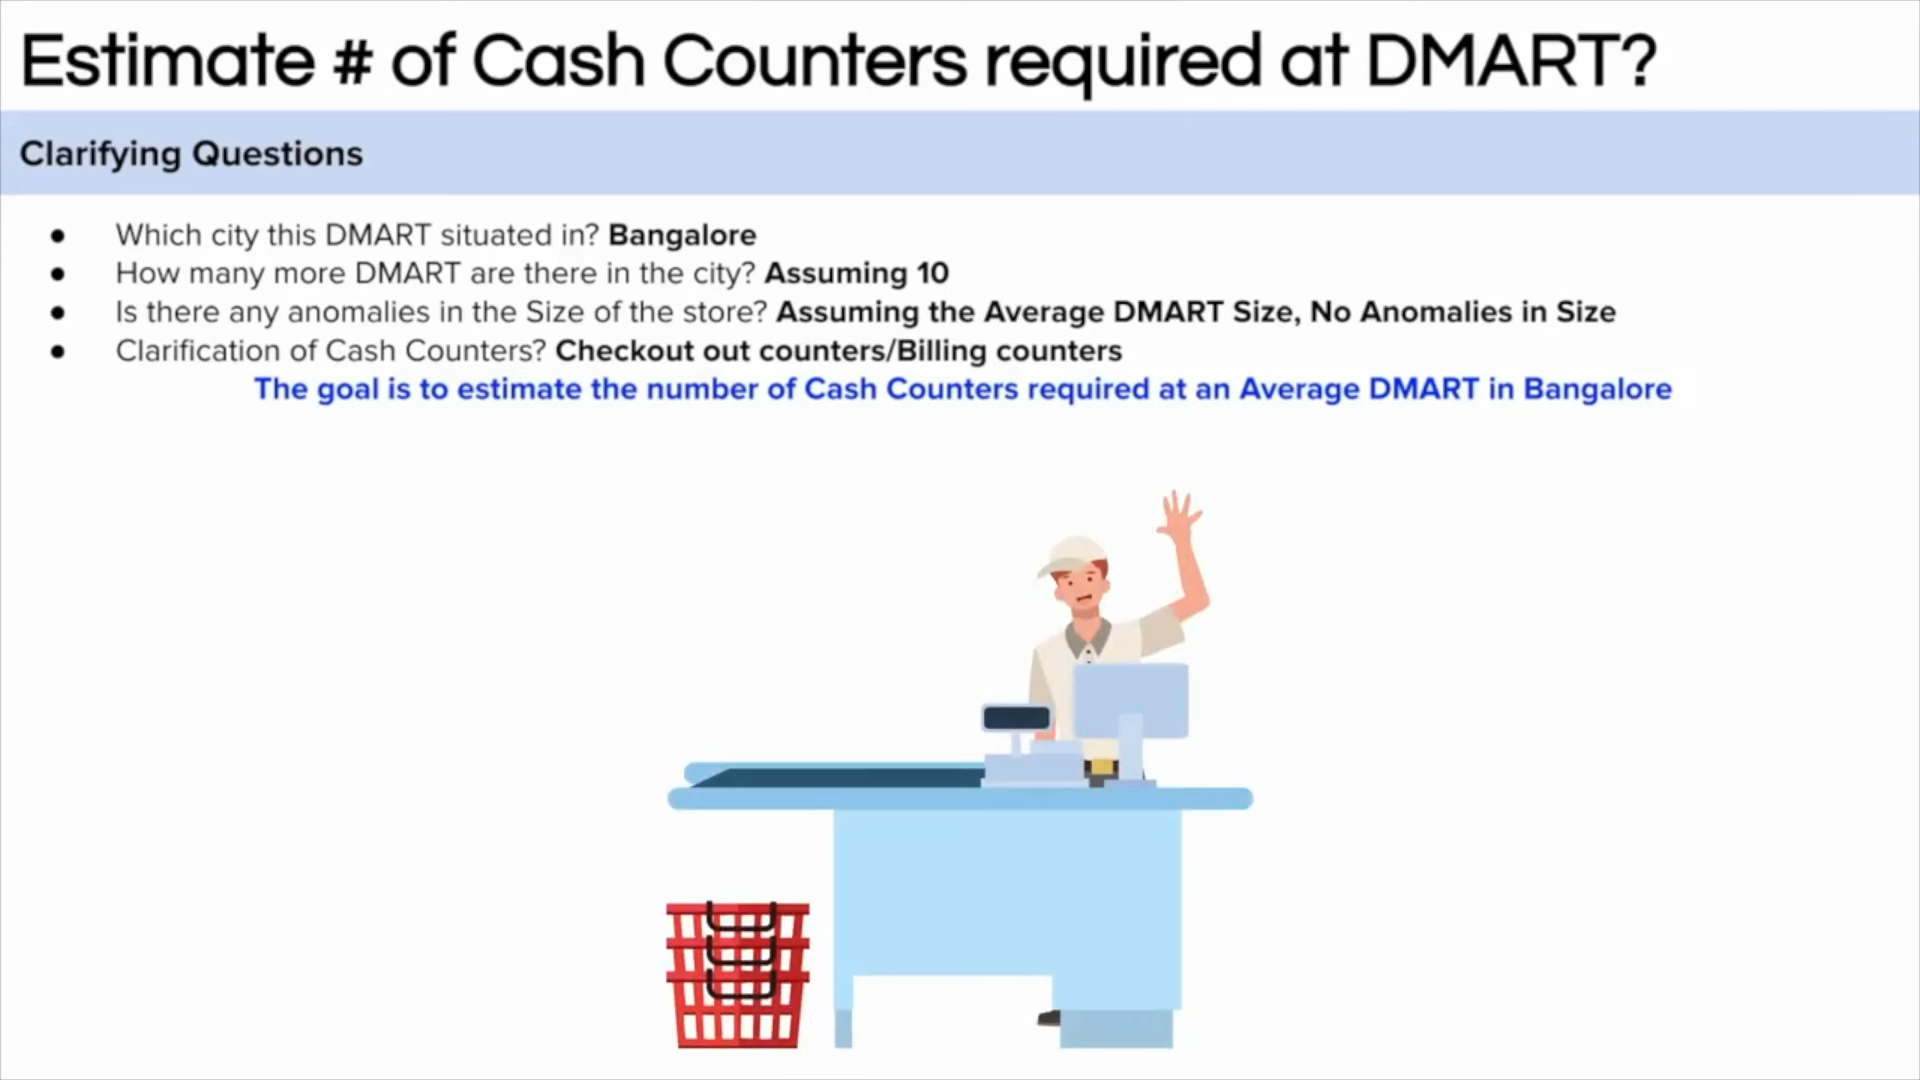 Estimate # of Cash Counters required at DMART?
Clarifying Questions
● Which city this DMART situated in? Bangalore
● How many more DMART are there in the city? Assuming 10
● Is there any anomalies in the Size of the store? Assuming the Average DMART Size, No Anomalies in Size
● Clarification of Cash Counters? Checkout out counters/Billing counters
The goal is to estimate the number of Cash Counters required at an Average DMART in Bangalore